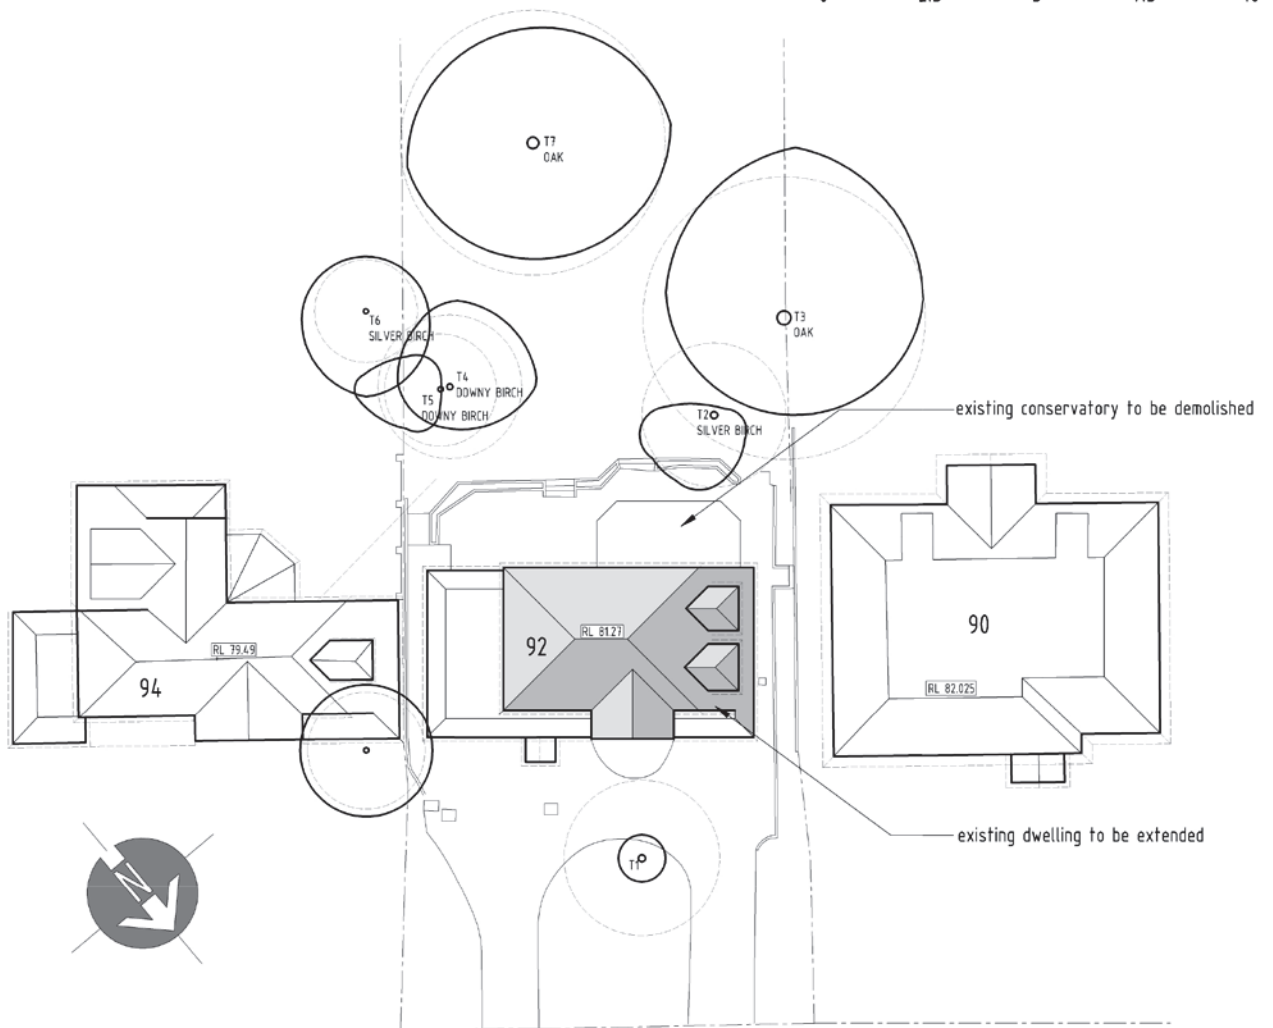 T7
OAK
T3
OAK
T6
SILVER BIRCH
T4
DOWNY BIRCH
T5
DOWNY BIRCH
T2
SILVER BIRCH
existing conservatory to be demolished
94
RL 79.49
92
RL 81.27
90
RL 82.025
existing dwelling to be extended
T1
N